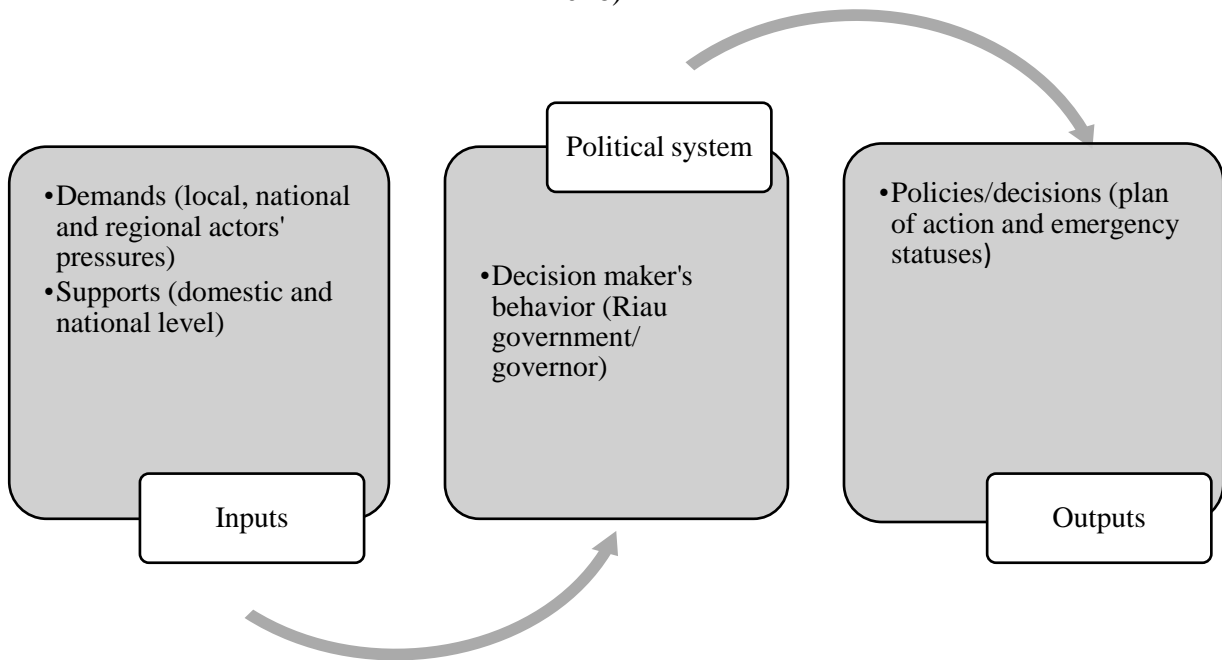 Political system
•Demands (local, national
and regional actors'
pressures)
•Supports (domestic and
national level)
Inputs
•Decision maker's
behavior (Riau
government/
governor)
•Policies/decisions (plan
of action and emergency
statuses)
Outputs